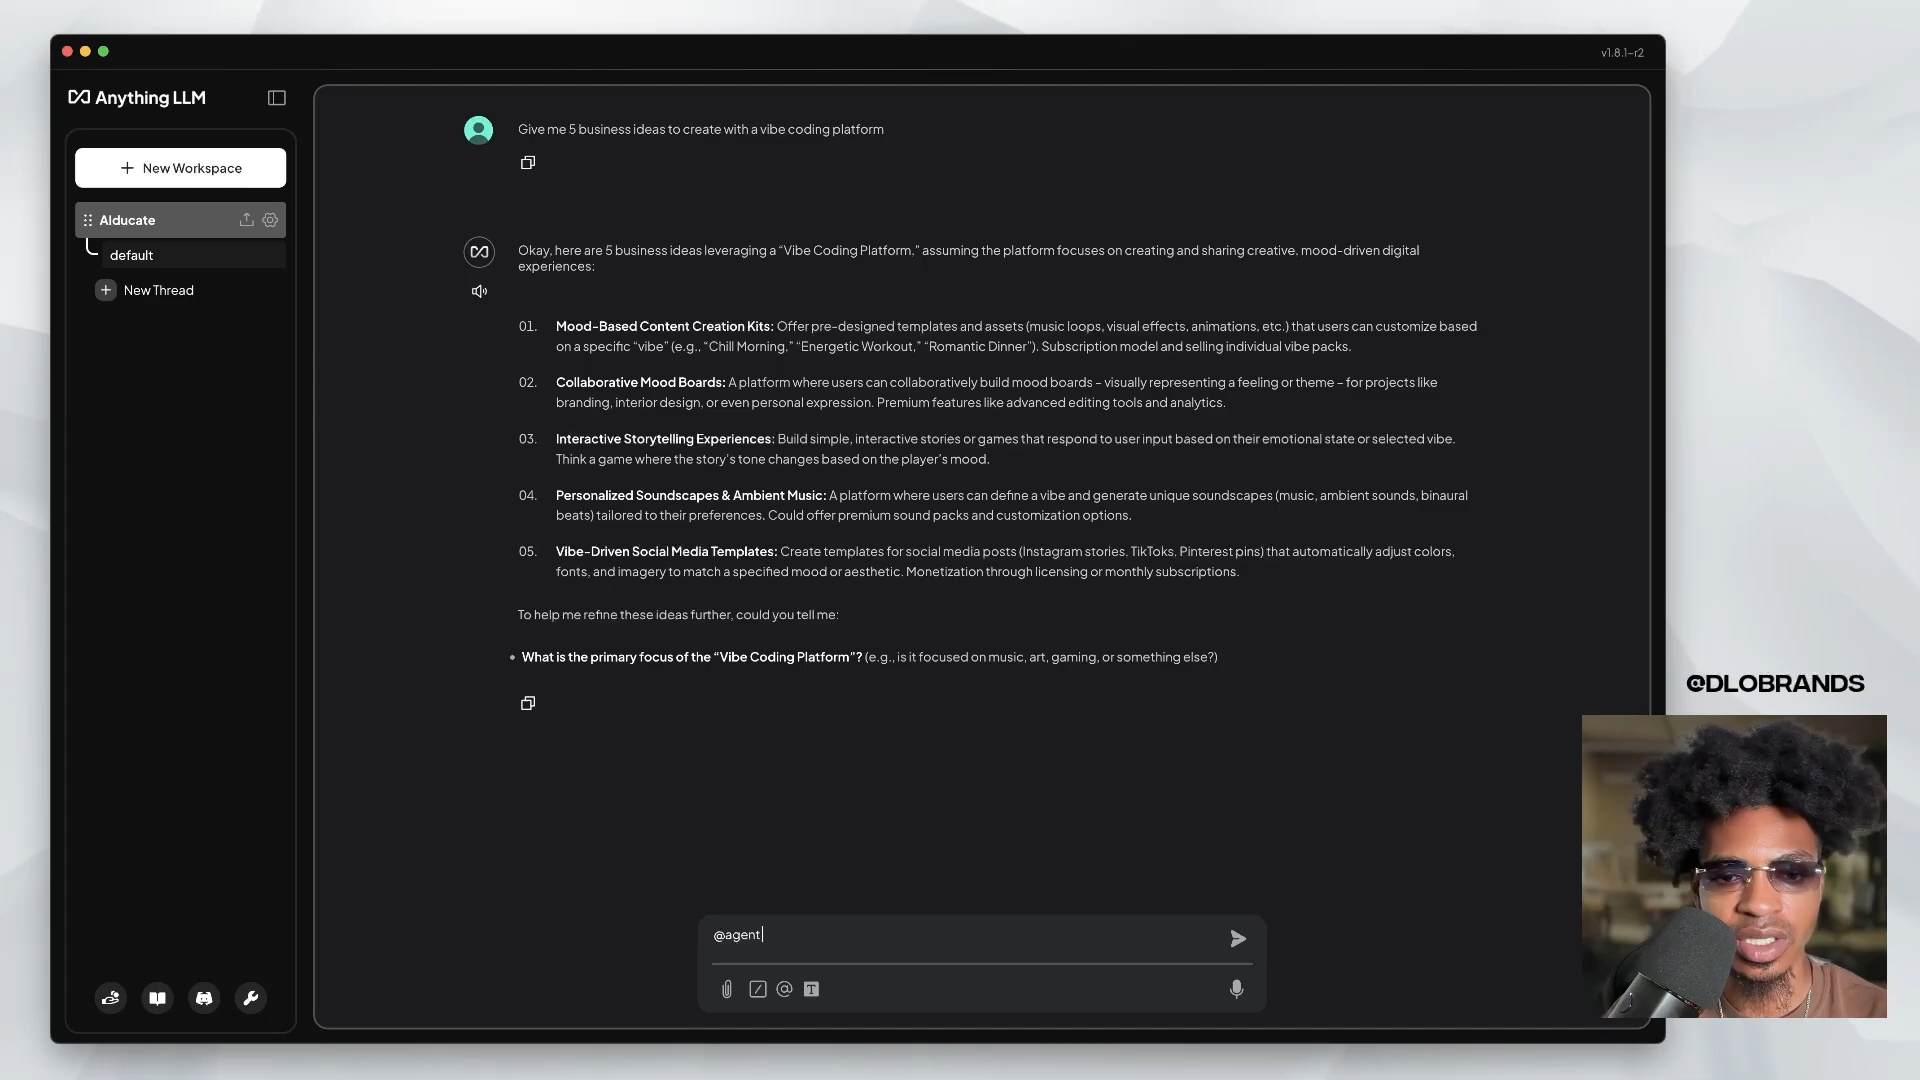 v1.8.1-r2
Anything LLM
New Workspace
AIducate
default
New Thread
Give me 5 business ideas to create with a vibe coding platform
Okay, here are 5 business ideas leveraging a “Vibe Coding Platform,” assuming the platform focuses on creating and sharing creative, mood-driven digital
experiences:
01. Mood-Based Content Creation Kits: Offer pre-designed templates and assets (music loops, visual effects, animations, etc.) that users can customize based
on a specific “vibe” (e.g., “Chill Morning,” “Energetic Workout,” “Romantic Dinner”). Subscription model and selling individual vibe packs.
02. Collaborative Mood Boards: A platform where users can collaboratively build mood boards – visually representing a feeling or theme – for projects like
branding, interior design, or even personal expression. Premium features like advanced editing tools and analytics.
03. Interactive Storytelling Experiences: Build simple, interactive stories or games that respond to user input based on their emotional state or selected vibe.
Think a game where the story’s tone changes based on the player’s mood.
04. Personalized Soundscapes & Ambient Music: A platform where users can define a vibe and generate unique soundscapes (music, ambient sounds, binaural
beats) tailored to their preferences. Could offer premium sound packs and customization options.
05. Vibe-Driven Social Media Templates: Create templates for social media posts (Instagram stories, TikToks, Pinterest pins) that automatically adjust colors,
fonts, and imagery to match a specified mood or aesthetic. Monetization through licensing or monthly subscriptions.
To help me refine these ideas further, could you tell me:
• What is the primary focus of the “Vibe Coding Platform”? (e.g., is it focused on music, art, gaming, or something else?)
@agent
@DLOBRANDS